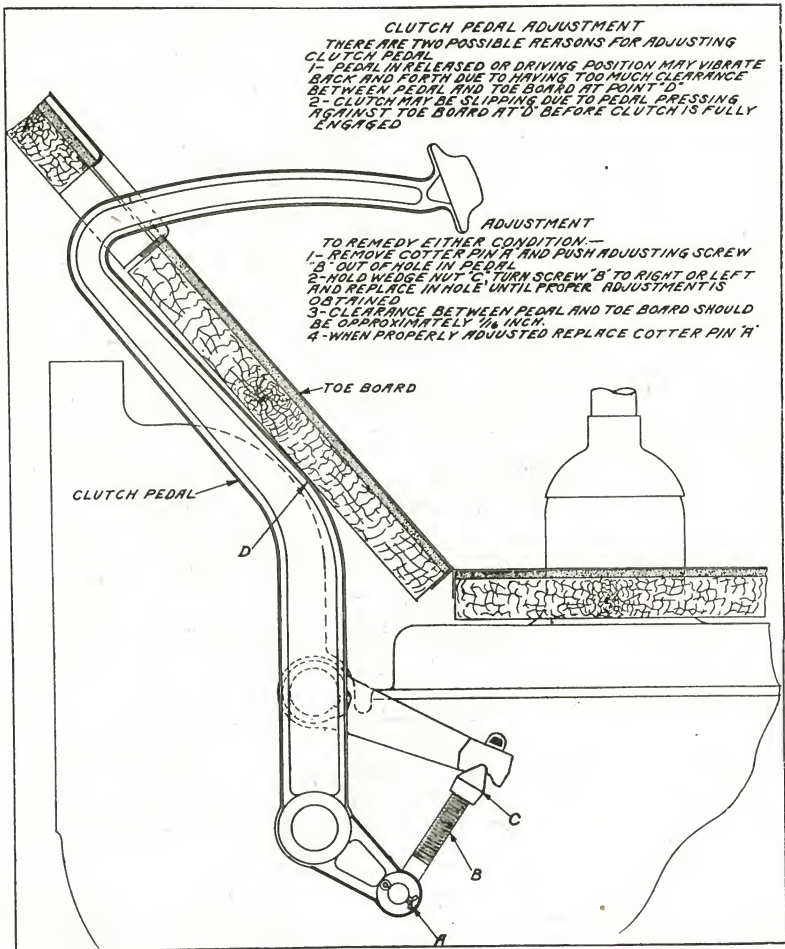 CLUTCH PEDAL ADJUSTMENT
THERE ARE TWO POSSIBLE REASONS FOR ADJUSTING
CLUTCH PEDAL
1- PEDAL IN RELEASED OR DRIVING POSITION MAY VIBRATE
BACK AND FORTH DUE TO HAVING TOO MUCH CLEARANCE
BETWEEN PEDAL AND TOE BOARD AT POINT "D"
2- CLUTCH MAY BE SLIPPING DUE TO PEDAL PRESSING
AGAINST TOE BOARD AT "D" BEFORE CLUTCH IS FULLY
ENGAGED
ADJUSTMENT
TO REMEDY EITHER CONDITION.—
1- REMOVE COTTER PIN "A" AND PUSH ADJUSTING SCREW
"B" OUT OF HOLE IN PEDAL
2- HOLD WEDGE NUT "C" TURN SCREW "B" TO RIGHT OR LEFT
AND REPLACE IN HOLE UNTIL PROPER ADJUSTMENT IS
OBTAINED
3- CLEARANCE BETWEEN PEDAL AND TOE BOARD SHOULD
BE OPPROXIMATELY 1/16 INCH.
4- WHEN PROPERLY ADJUSTED REPLACE COTTER PIN "A"
TOE BOARD
CLUTCH PEDAL
D
C
B
A